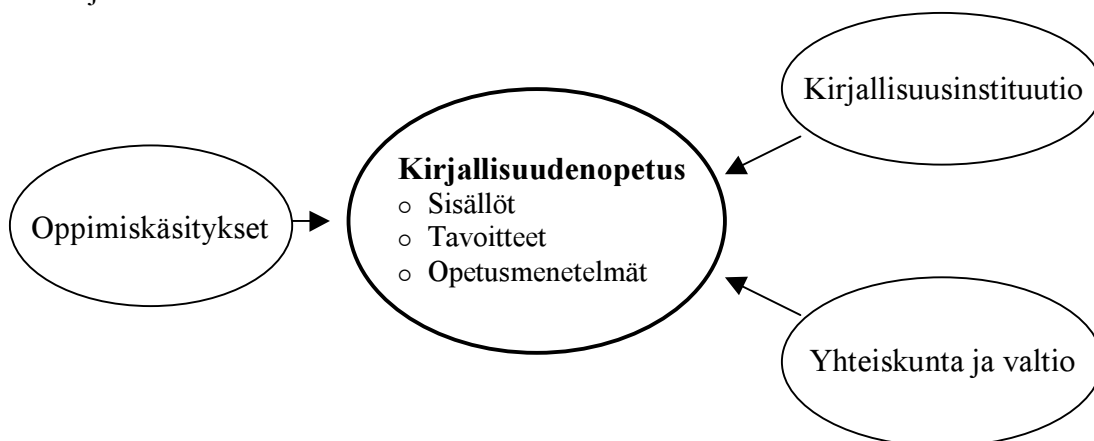 Kirjallisuusinstituutio
Kirjallisuudenopetus
o Sisällöt
o Tavoitteet
o Opetusmenetelmät
Oppimiskäsitykset
Yhteiskunta ja valtio